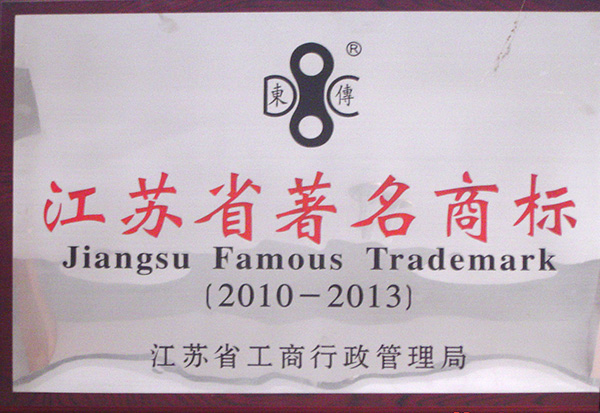 ®
東 傳
江苏省著名商标
Jiangsu Famous Trademark
(2010-2013)
江苏省工商行政管理局